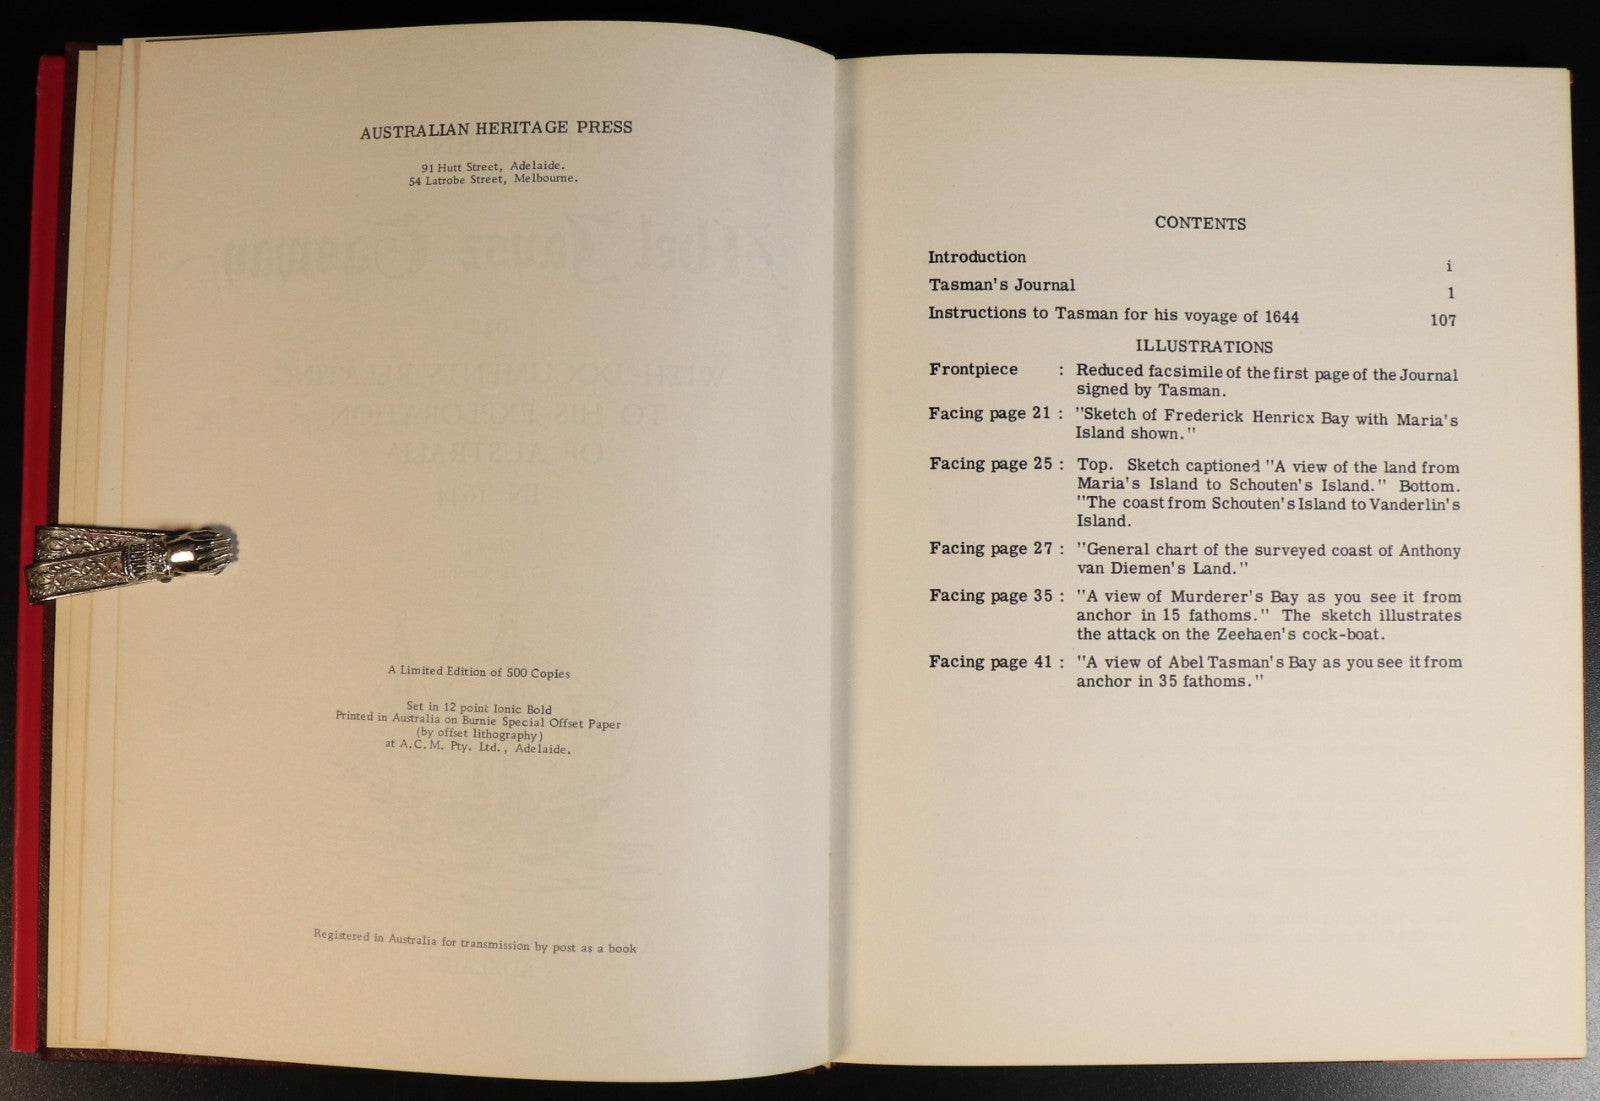 AUSTRALIAN HERITAGE PRESS
91 Hutt Street, Adelaide.
54 Latrobe Street, Melbourne.
A Limited Edition of 500 Copies
Set in 12 point Ionic Bold
Printed in Australia on Burnie Special Offset Paper
(by offset lithography)
at A.C.M. Pty. Ltd., Adelaide.
Registered in Australia for transmission by post as a book
CONTENTS
Introduction i
Tasman's Journal 1
Instructions to Tasman for his voyage of 1644 107
ILLUSTRATIONS
Frontpiece : Reduced facsimile of the first page of the Journal
signed by Tasman.
Facing page 21 : "Sketch of Frederick Henricx Bay with Maria's
Island shown."
Facing page 25 : Top. Sketch captioned "A view of the land from
Maria's Island to Schouten's Island." Bottom.
"The coast from Schouten's Island to Vanderlin's
Island.
Facing page 27 : "General chart of the surveyed coast of Anthony
van Diemen's Land."
Facing page 35 : "A view of Murderer's Bay as you see it from
anchor in 15 fathoms." The sketch illustrates
the attack on the Zeehaen's cock-boat.
Facing page 41 : "A view of Abel Tasman's Bay as you see it from
anchor in 35 fathoms."